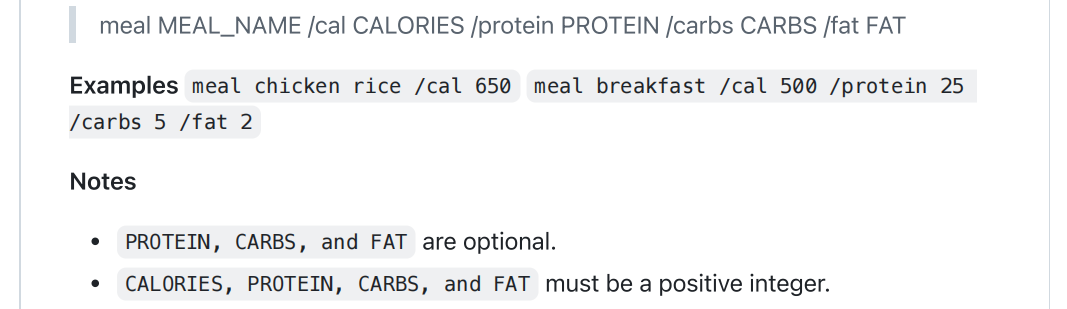 meal MEAL_NAME /cal CALORIES /protein PROTEIN /carbs CARBS /fat FAT
Examples meal chicken rice /cal 650 meal breakfast /cal 500 /protein 25
/carbs 5 /fat 2
Notes
• PROTEIN, CARBS, and FAT are optional.
• CALORIES, PROTEIN, CARBS, and FAT must be a positive integer.